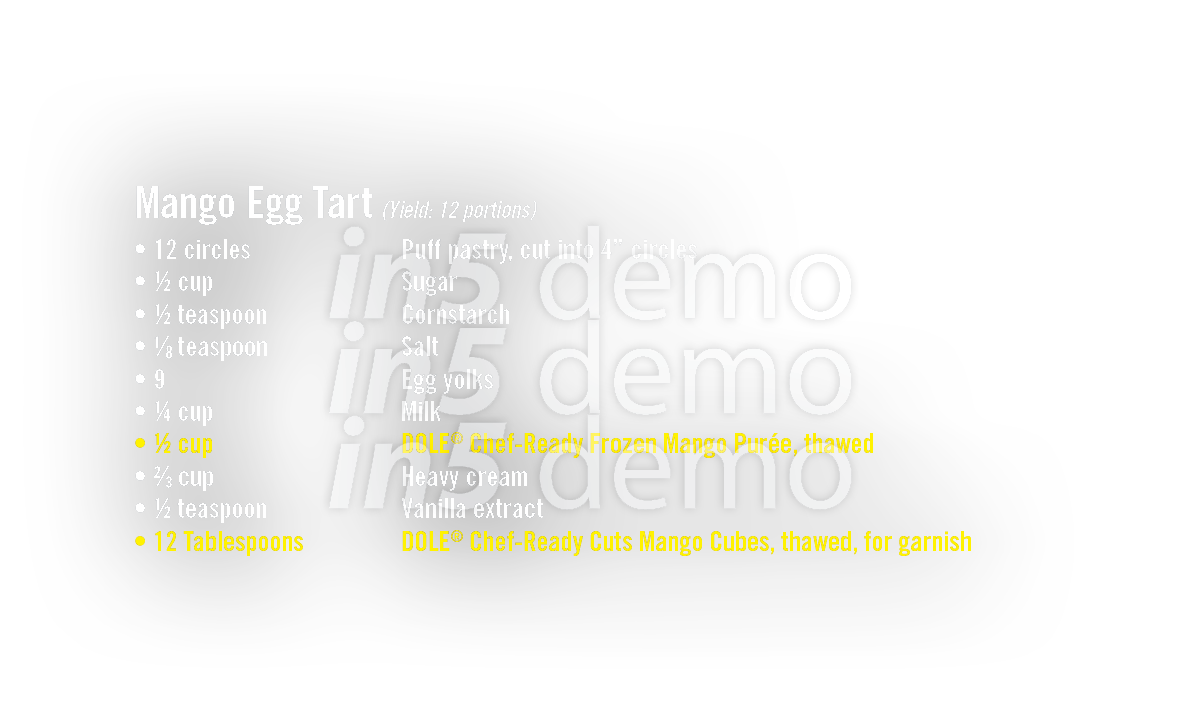 Mango Egg Tart (Yield: 12 portions)
• 12 circles Puff pastry, cut into 4" circles
• ½ cup Sugar
• ½ teaspoon Cornstarch
• ⅛ teaspoon Salt
• 9 Egg yolks
• ¼ cup Milk
• ½ cup DOLE® Chef-Ready Frozen Mango Purée, thawed
• ⅔ cup Heavy cream
• ½ teaspoon Vanilla extract
• 12 Tablespoons DOLE® Chef-Ready Cuts Mango Cubes, thawed, for garnish
in5 demo
in5 demo
in5 demo